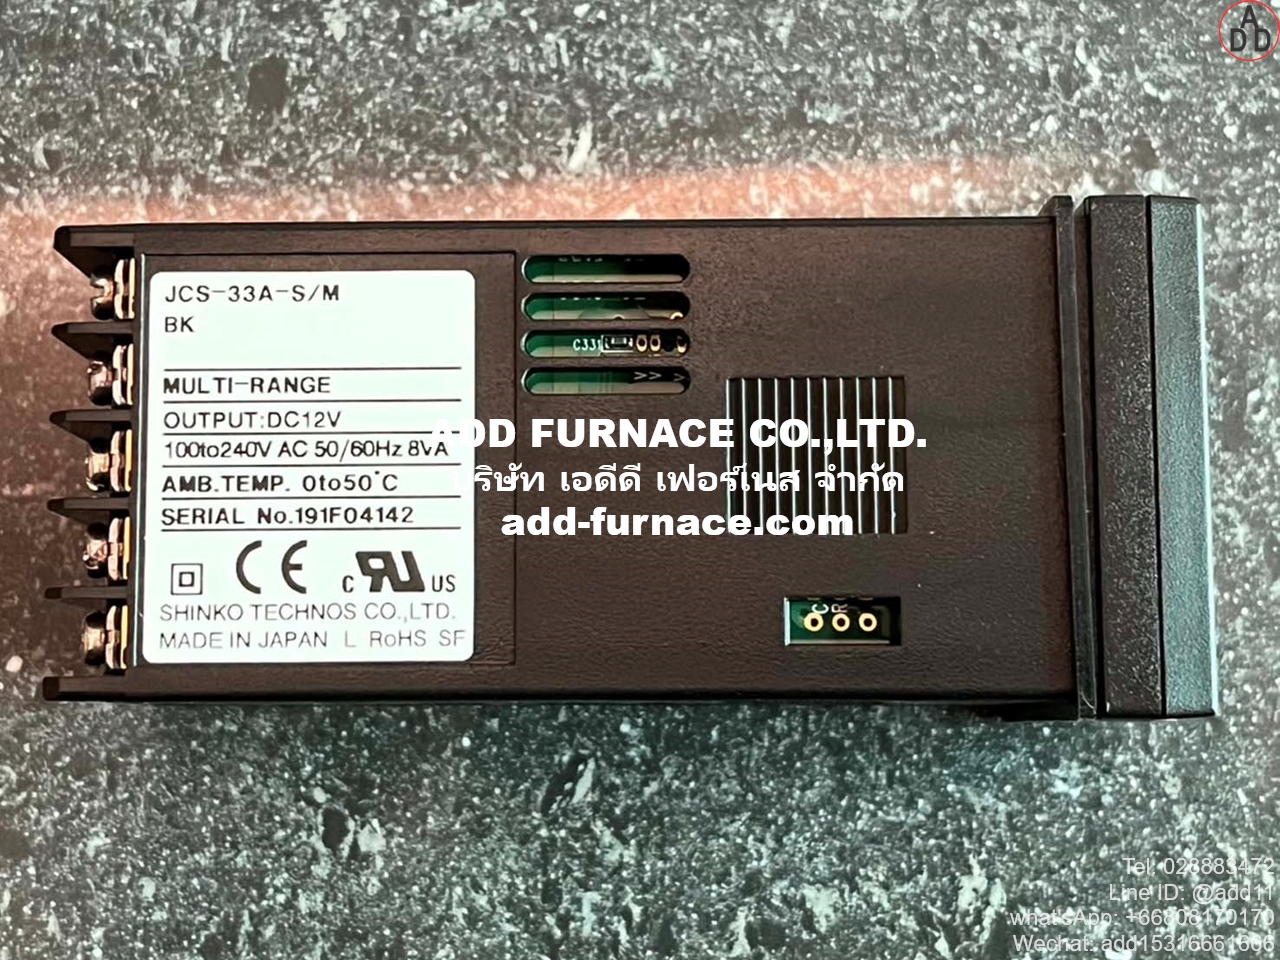 A
DD
JCS-33A-S/M
BK
MULTI-RANGE
OUTPUT:DC12V
100to240V AC 50/60Hz 8VA
AMB.TEMP. 0to50°C
SERIAL No.191F04142
CE
C RU US
SHINKO TECHNOS CO.,LTD.
MADE IN JAPAN L RoHS SF
C331
ADD FURNACE CO.,LTD.
บริษัท เอดีดี เฟอร์เนส จำกัด
add-furnace.com
C
R
Tel: 028883472
Line ID: @add11
whatsApp: +66808170170
Wechat: add15316661606